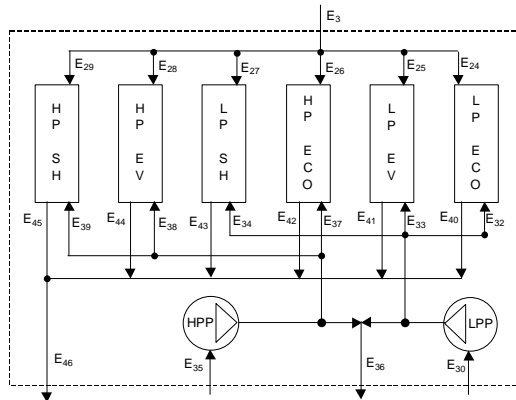 E3
E29 E28 E27 E26 E25 E24
HP SH
HP EV
LP SH
HP ECO
LP EV
LP ECO
E45 E39 E44 E38 E43 E34 E42 E37 E41 E33 E40 E32
HPP LPP
E46 E35 E36 E30